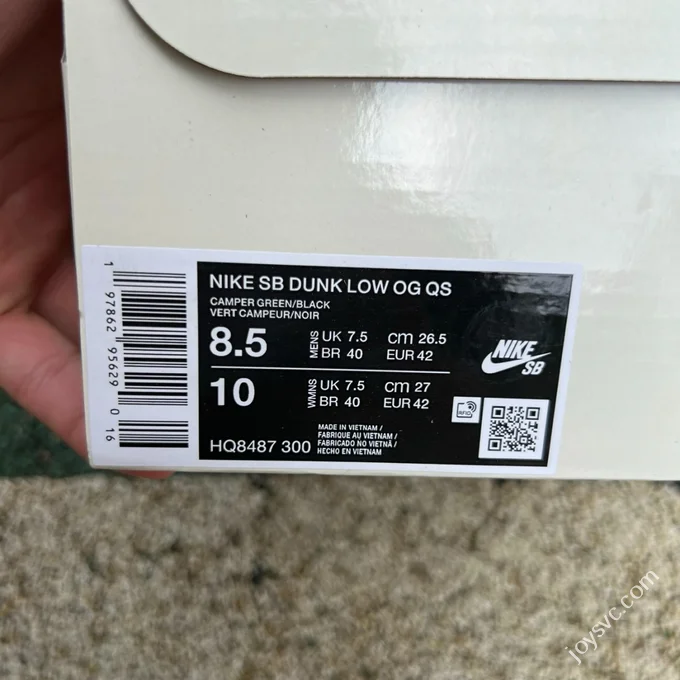 1 97862 95629 0 16
NIKE SB DUNK LOW OG QS
CAMPER GREEN/BLACK
VERT CAMPEUR/NOIR
8.5 MENS UK 7.5 cm 26.5
BR 40 EUR 42
10 WMNS UK 7.5 cm 27
BR 40 EUR 42
HQ8487 300
MADE IN VIETNAM /
FABRIQUE AU VIETNAM /
FABRICADO NO VIETNÃ /
HECHO EN VIETNAM
NIKE
SB
RFID
joysvc.com